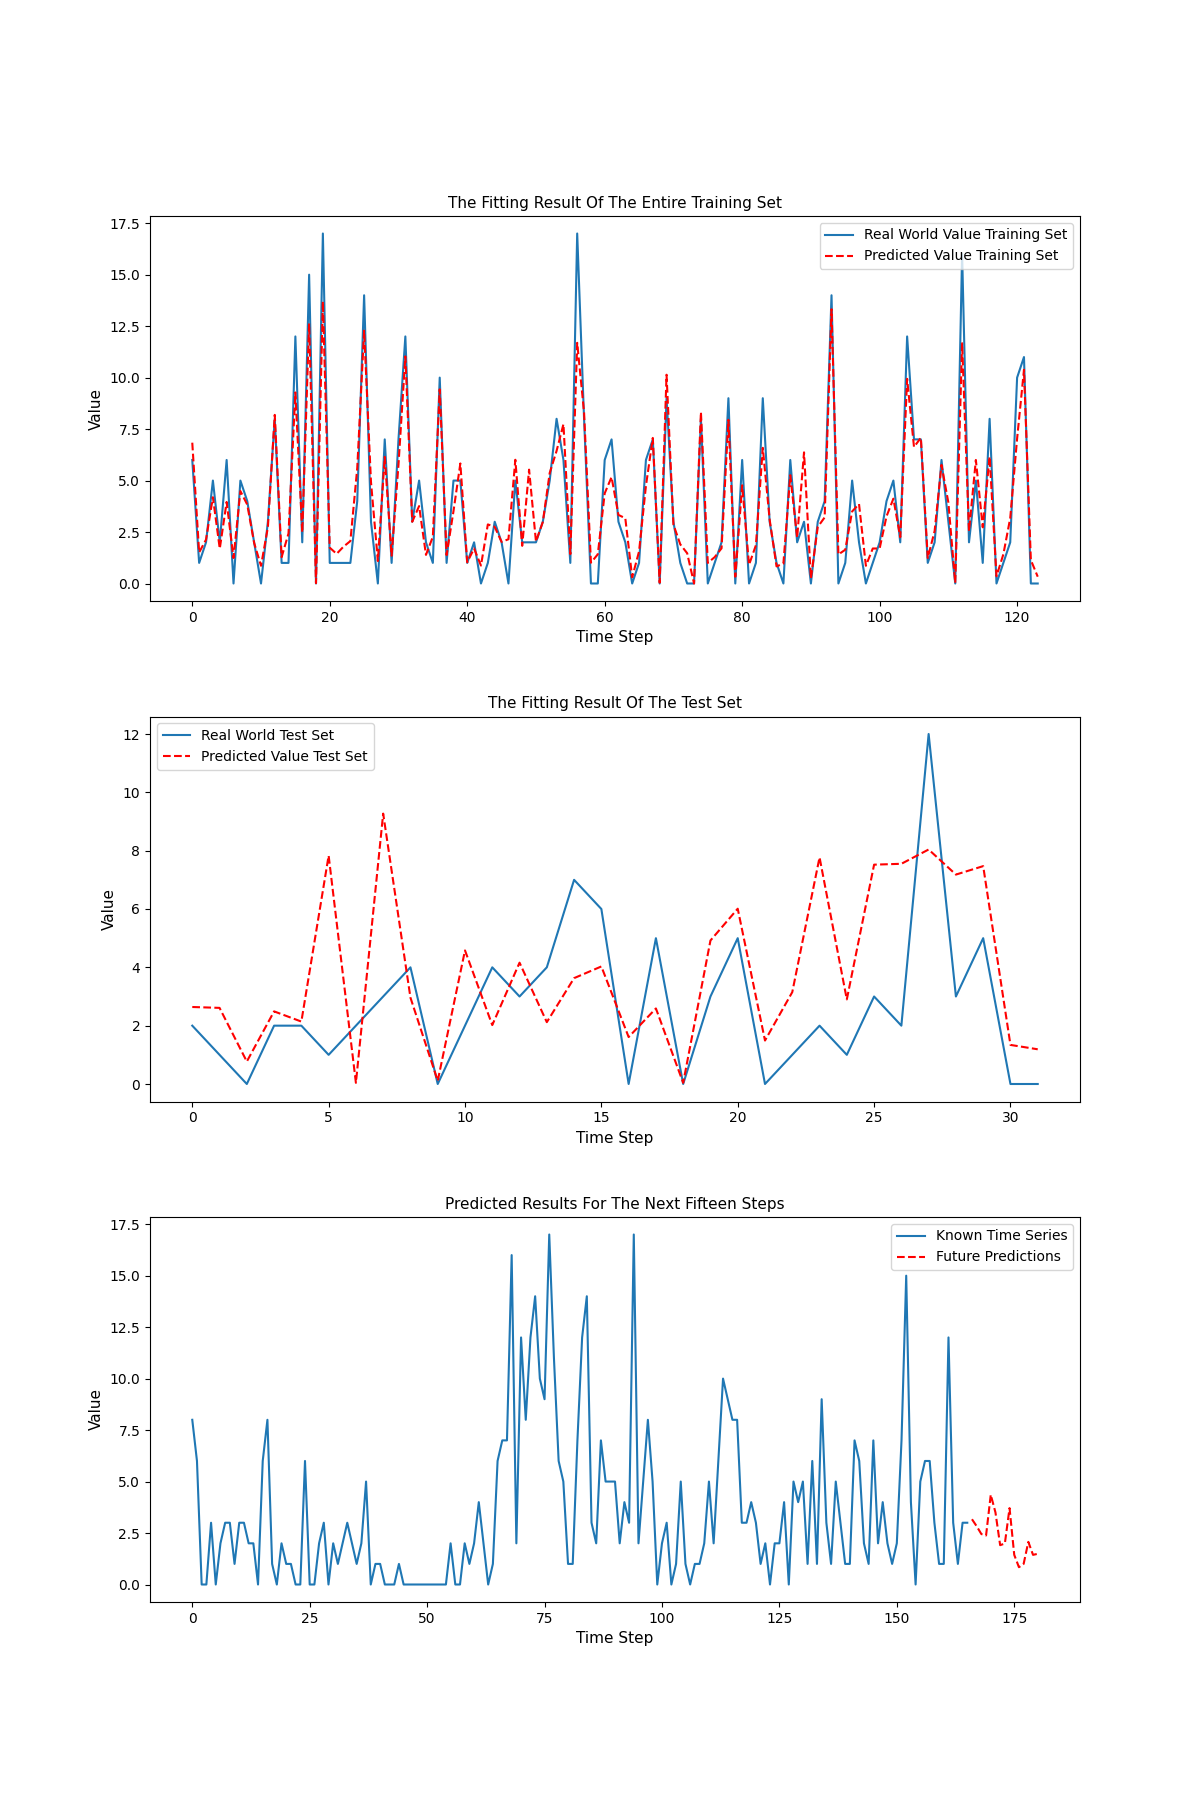 The Fitting Result Of The Entire Training Set
17.5
15.0
12.5
10.0
7.5
5.0
2.5
0.0
Value
Real World Value Training Set
Predicted Value Training Set
0 20 40 60 80 100 120
Time Step
The Fitting Result Of The Test Set
12
10
8
6
4
2
0
Value
Real World Test Set
Predicted Value Test Set
0 5 10 15 20 25 30
Time Step
Predicted Results For The Next Fifteen Steps
17.5
15.0
12.5
10.0
7.5
5.0
2.5
0.0
Value
Known Time Series
Future Predictions
0 25 50 75 100 125 150 175
Time Step